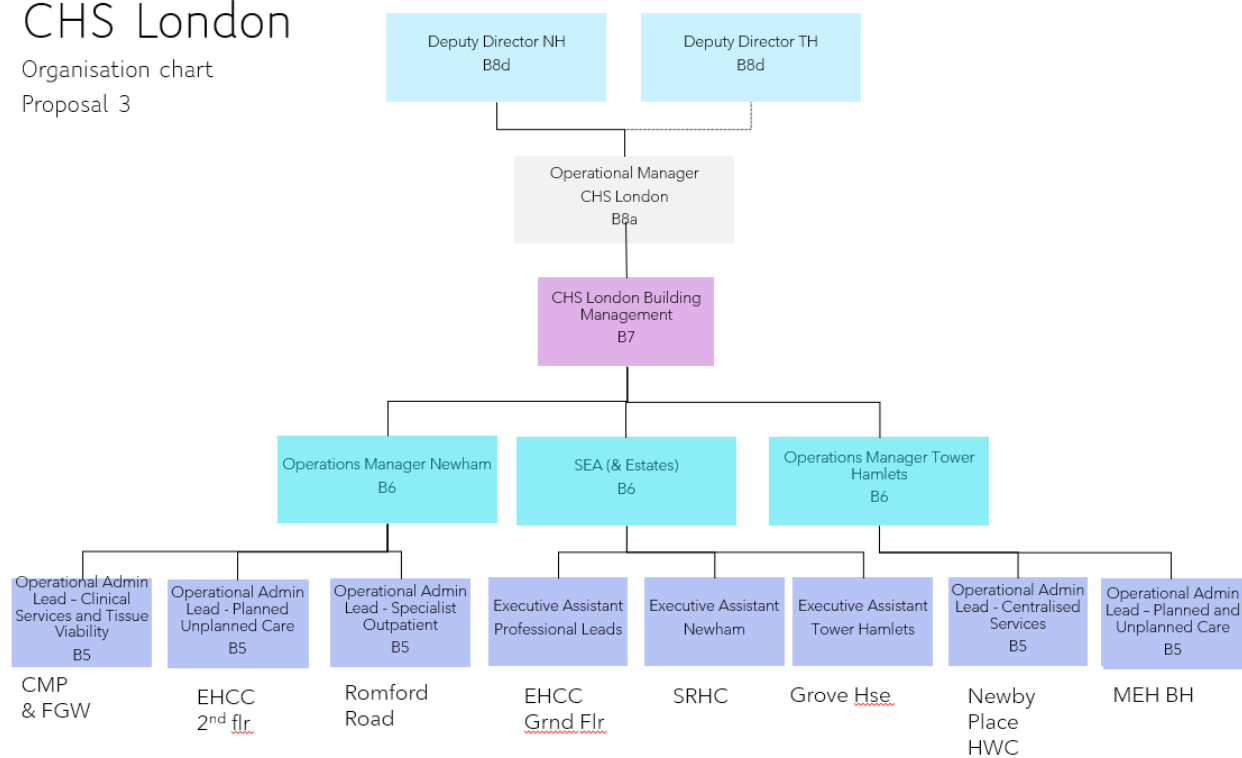 CHS London
Organisation chart
Proposal 3
Deputy Director NH
B8d
Deputy Director TH
B8d
Operational Manager
CHS London
B8a
CHS London Building
Management
B7
Operations Manager Newham
B6
SEA (& Estates)
B6
Operations Manager Tower
Hamlets
B6
Operational Admin
Lead – Clinical
Services and Tissue
Viability
B5
Operational Admin
Lead - Planned
Unplanned Care
B5
Operational Admin
Lead - Specialist
Outpatient
B5
Executive Assistant
Professional Leads
Executive Assistant
Newham
Executive Assistant
Tower Hamlets
Operational Admin
Lead - Centralised
Services
B5
Operational Admin
Lead – Planned and
Unplanned Care
B5
CMP
& FGW
EHCC
2nd flr
Romford
Road
EHCC
Grnd Flr
SRHC
Grove Hse
Newby
Place
HWC
MEH BH